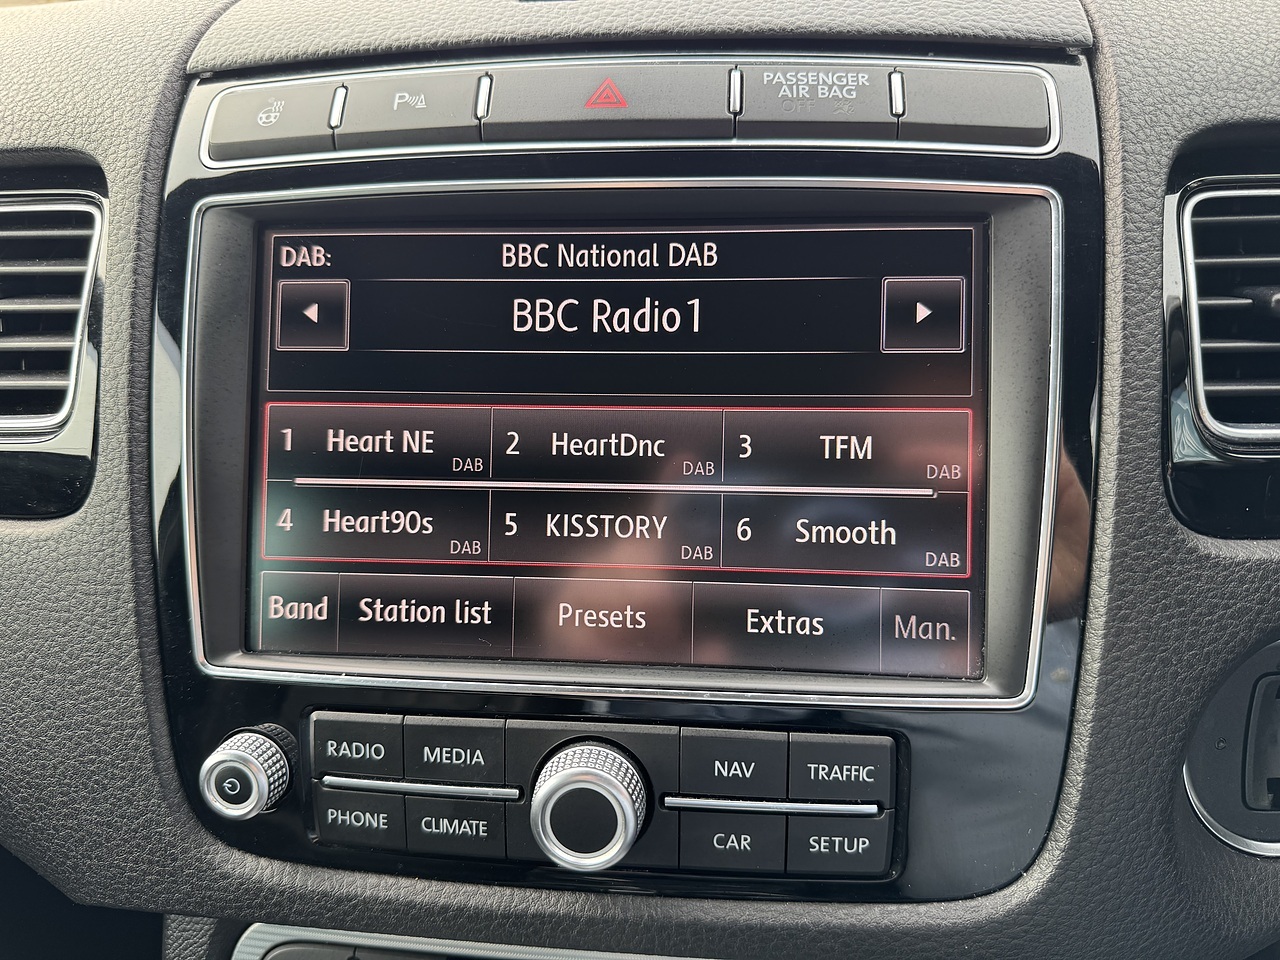 P
PASSENGER
AIR BAG
OFF
DAB:
BBC National DAB
BBC Radio1
1 Heart NE DAB
2 HeartDnc DAB
3 TFM DAB
4 Heart90s DAB
5 KISSTORY DAB
6 Smooth DAB
Band
Station list
Presets
Extras
Man.
RADIO
MEDIA
NAV
TRAFFIC
PHONE
CLIMATE
CAR
SETUP